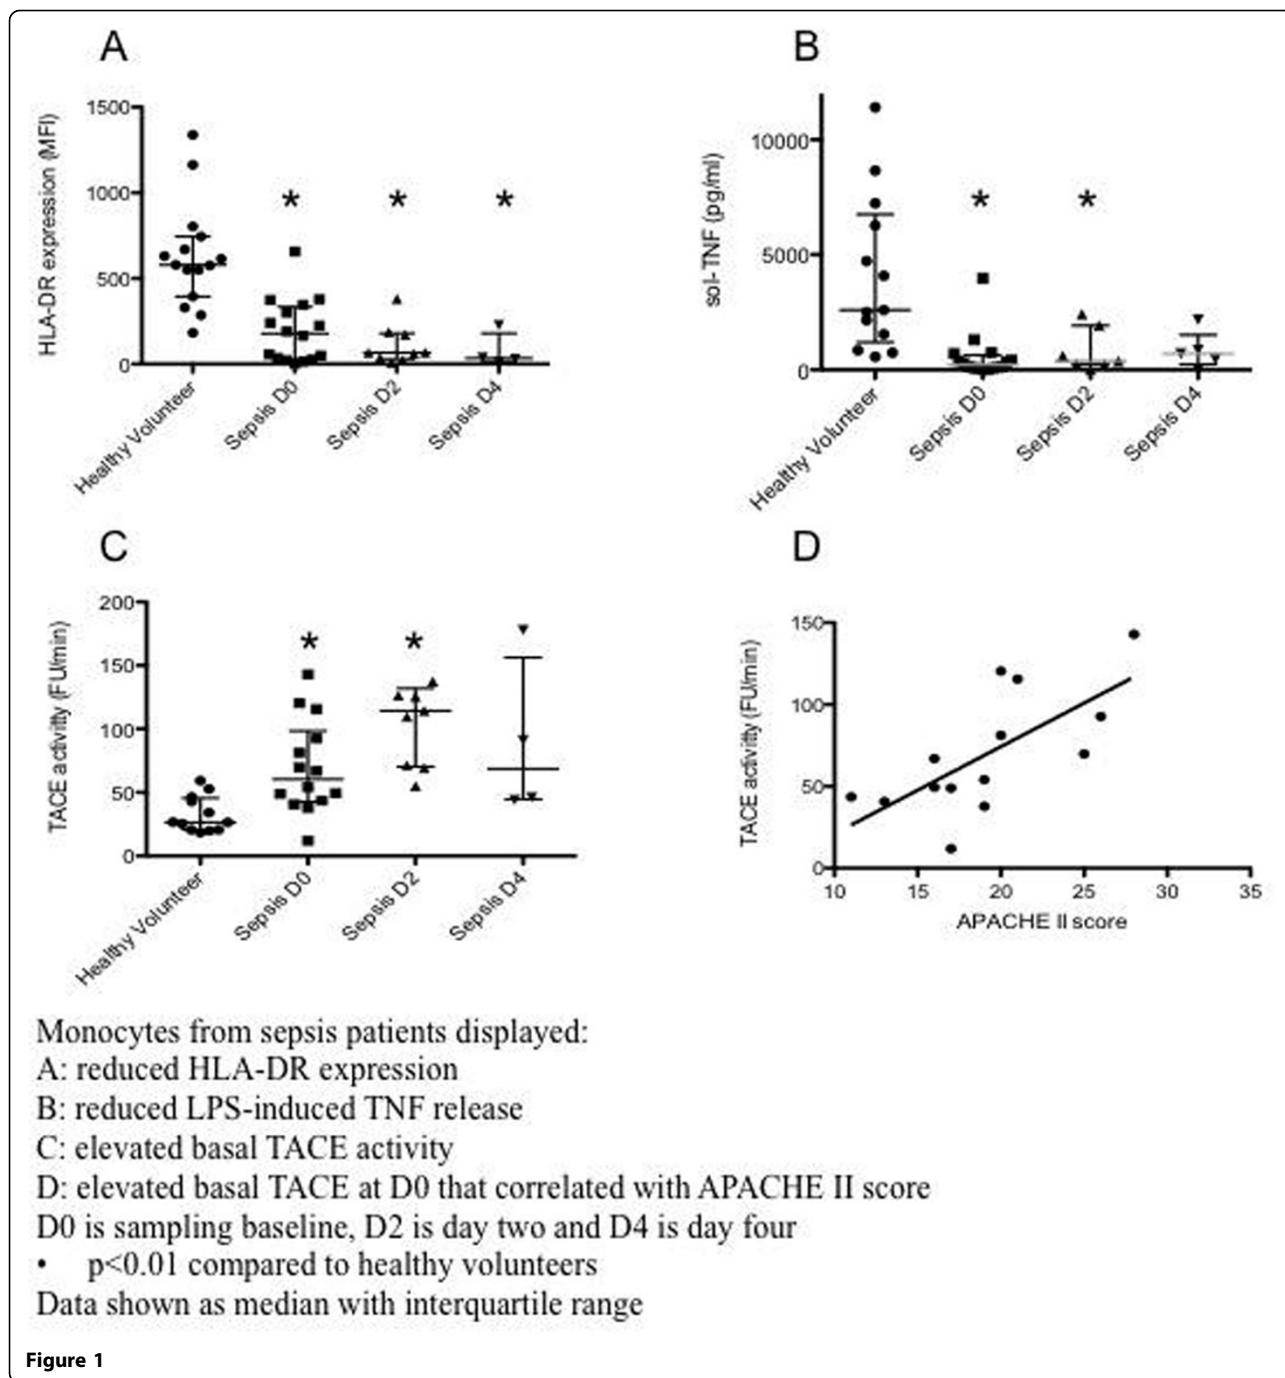 A
HLA-DR expression (MFI)
1500
1000
500
0
Healthy Volunteer
Sepsis D0
Sepsis D2
Sepsis D4
*
*
*
B
sol-TNF (pg/ml)
10000
5000
0
Healthy Volunteer
Sepsis D0
Sepsis D2
Sepsis D4
*
*
C
TACE activitty (FU/min)
200
150
100
50
0
Healthy Volunteer
Sepsis D0
Sepsis D2
Sepsis D4
*
*
D
TACE activitty (FU/min)
150
100
50
0
10
15
20
25
30
35
APACHE II score
Monocytes from sepsis patients displayed:
A: reduced HLA-DR expression
B: reduced LPS-induced TNF release
C: elevated basal TACE activity
D: elevated basal TACE at D0 that correlated with APACHE II score
D0 is sampling baseline, D2 is day two and D4 is day four
• p<0.01 compared to healthy volunteers
Data shown as median with interquartile range
Figure 1